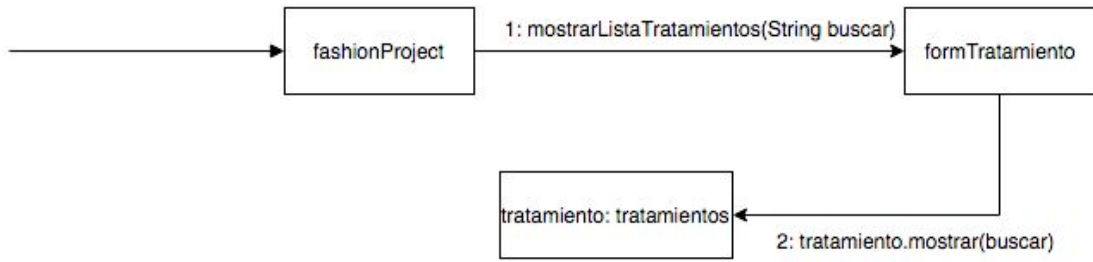 1: mostrarListaTratamientos(String buscar)
fashionProject
formTratamiento
tratamiento: tratamientos
2: tratamiento.mostrar(buscar)